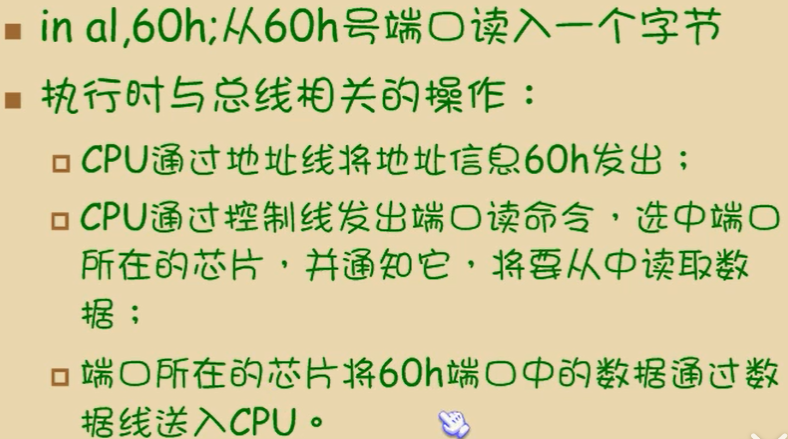 in al,60h;从60h号端口读入一个字节
执行时与总线相关的操作：
CPU通过地址线将地址信息60h发出；
CPU通过控制线发出端口读命令，选中端口
所在的芯片，并通知它，将要从中读取数
据；
端口所在的芯片将60h端口中的数据通过数
据线送入CPU。